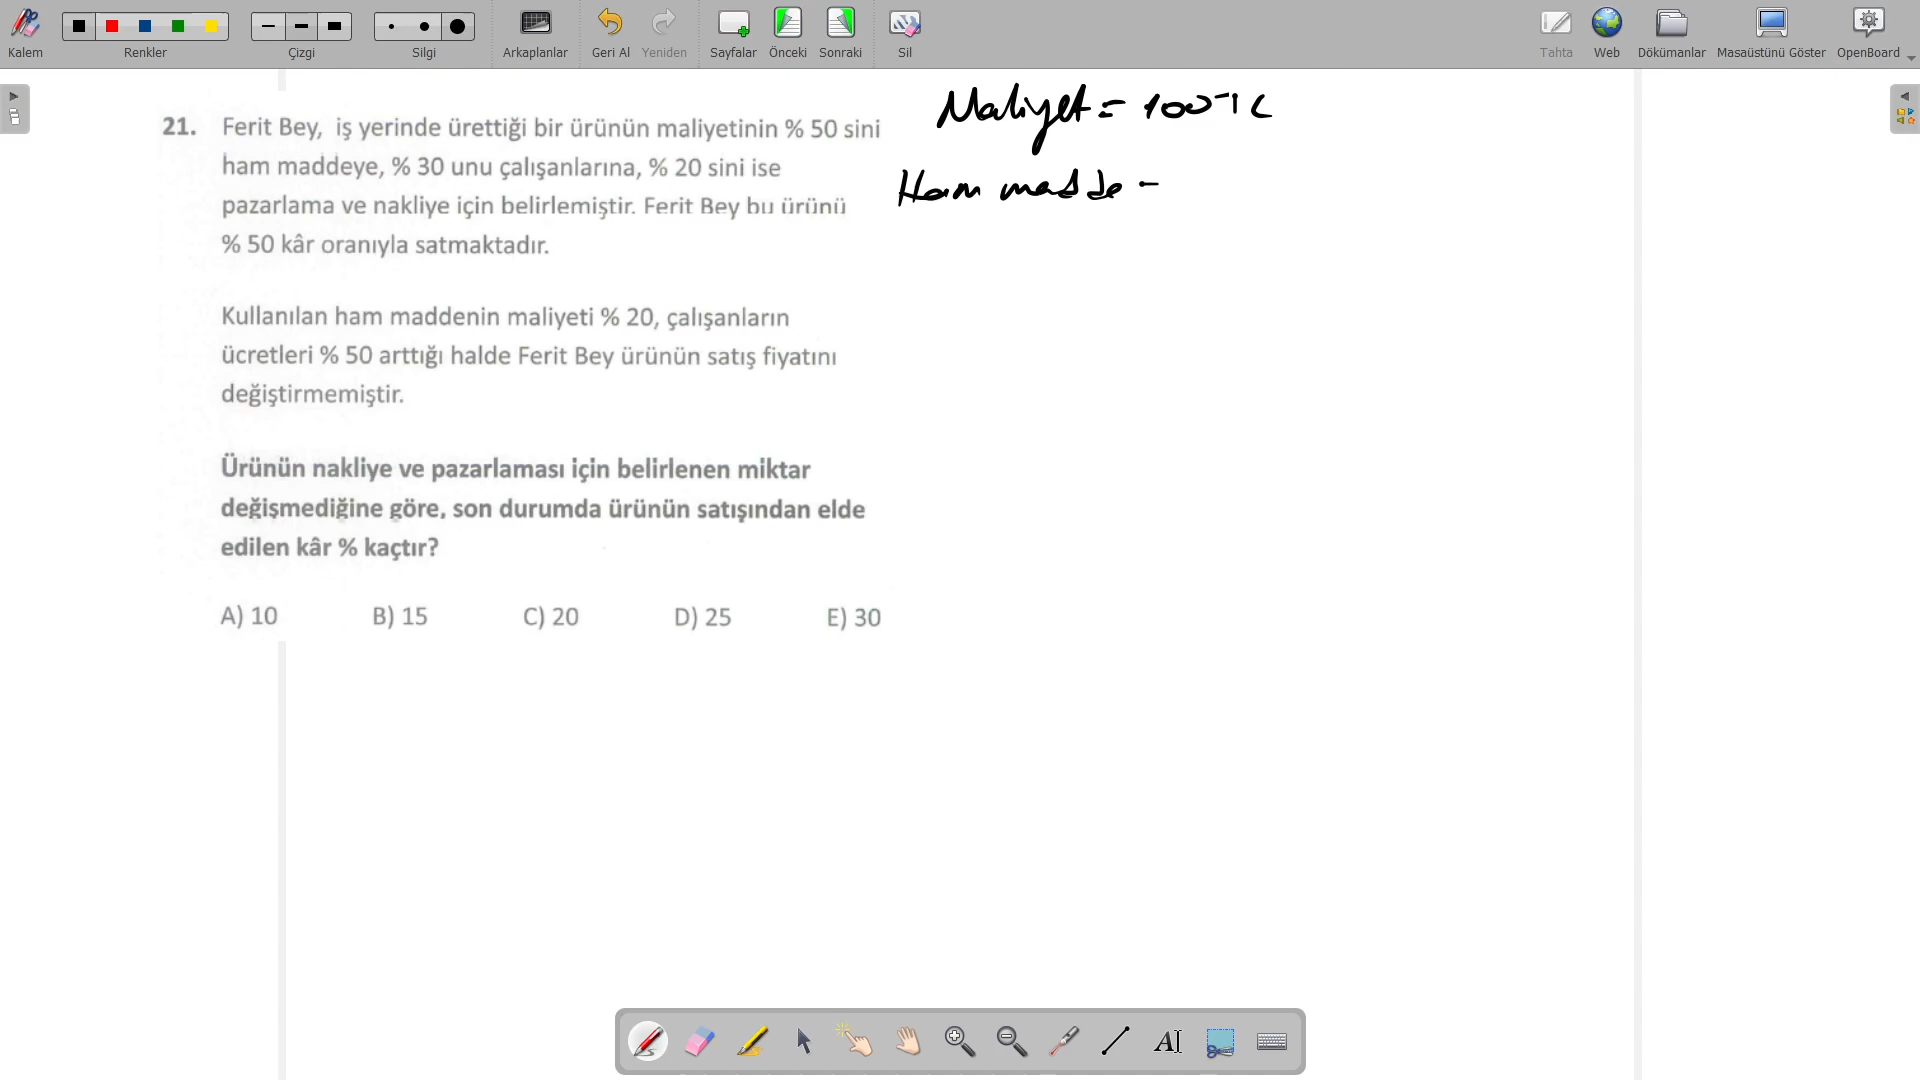 Kalem
Renkler
Çizgi
Silgi
Arkaplanlar
Geri Al
Yeniden
Sayfalar
Önceki
Sonraki
Sil
Tahta
Web
Dökümanlar
Masaüstünü Göster
OpenBoard
21. Ferit Bey, iş yerinde ürettiği bir ürünün maliyetinin % 50 sini
ham maddeye, % 30 unu çalışanlarına, % 20 sini ise
pazarlama ve nakliye için belirlemiştir. Ferit Bey bu ürünü
% 50 kâr oranıyla satmaktadır.
Kullanılan ham maddenin maliyeti % 20, çalışanların
ücretleri % 50 arttığı halde Ferit Bey ürünün satış fiyatını
değiştirmemiştir.
Ürünün nakliye ve pazarlaması için belirlenen miktar
değişmediğine göre, son durumda ürünün satışından elde
edilen kâr % kaçtır?
A) 10 B) 15 C) 20 D) 25 E) 30
Maliyet = 100 TL
Ham madde -